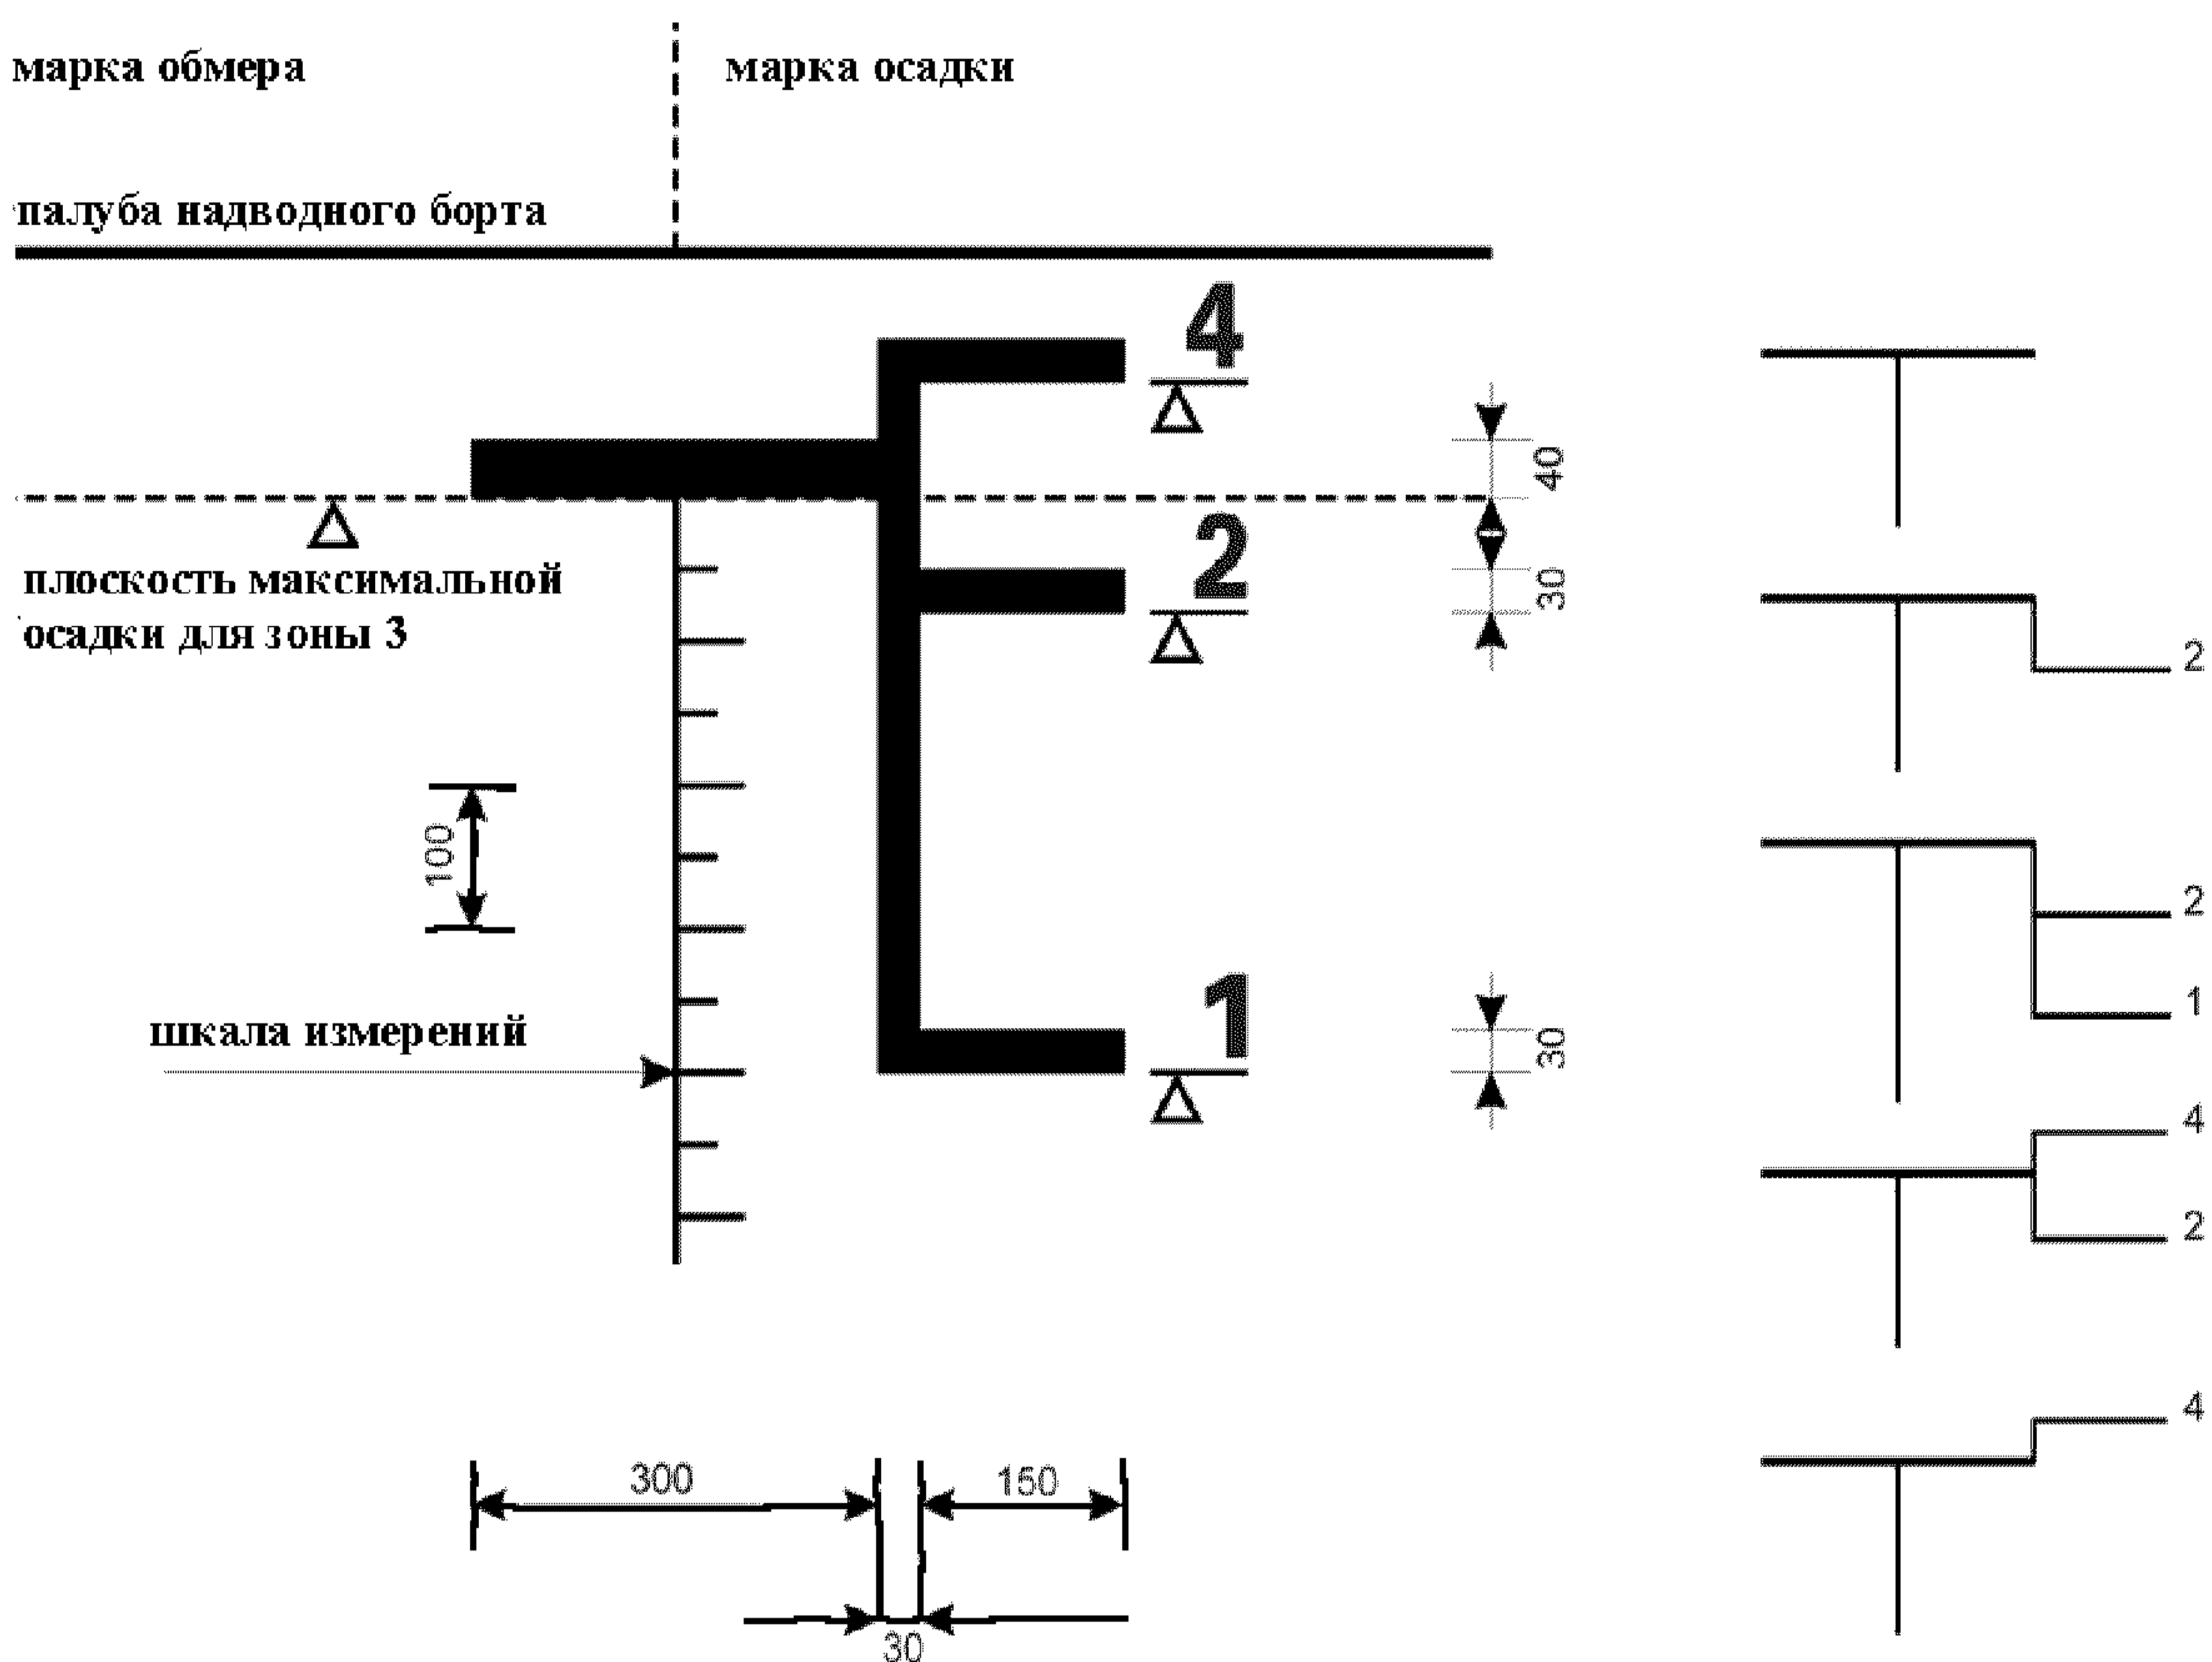 марка обмера
марка осадки
палуба надводного борта
4
40
2
30
плоскость максимальной
осадки для зоны 3
2
100
2
1
шкала измерений
1
30
4
2
4
300
150
30